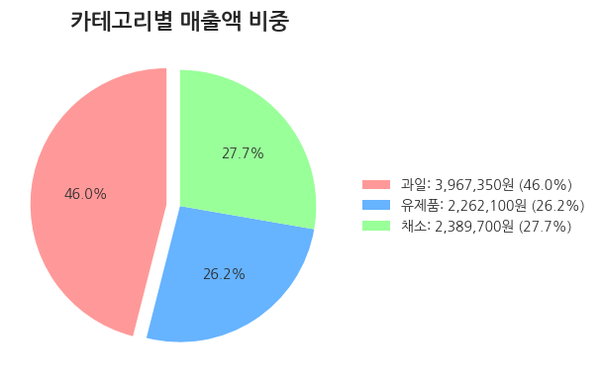 카테고리별 매출액 비중
27.7%
46.0%
26.2%
과일: 3,967,350원 (46.0%)
유제품: 2,262,100원 (26.2%)
채소: 2,389,700원 (27.7%)